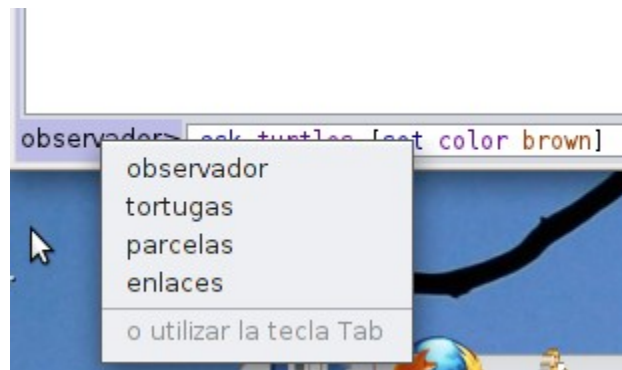 observador> ask turtles [set color brown]
observador
tortugas
parcelas
enlaces
o utilizar la tecla Tab